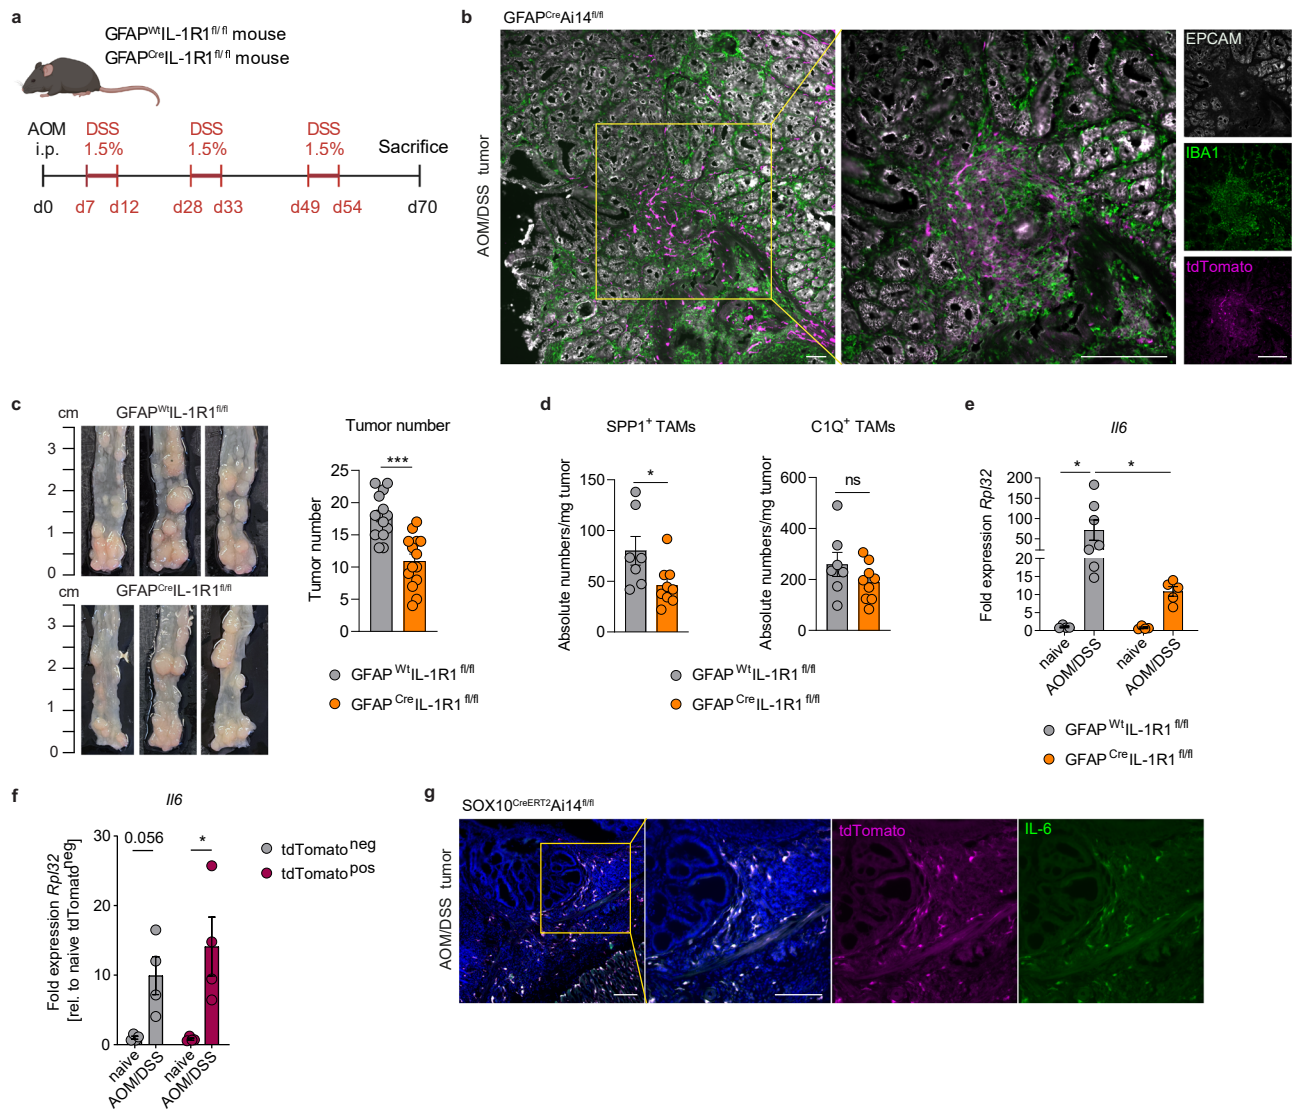 a
GFAPWtIL-1R1fl/fl mouse
GFAPCreIL-1R1fl/fl mouse
AOM
i.p.
DSS
1.5%
DSS
1.5%
DSS
1.5%
Sacrifice
d0
d7
d12
d28
d33
d49
d54
d70
b
GFAPCreAi14fl/fl
AOM/DSS tumor
EPCAM
IBA1
tdTomato
c
cm
GFAPWtIL-1R1fl/fl
3
2
1
0
cm
GFAPCreIL-1R1fl/fl
3
2
1
0
Tumor number
Tumor number
25
20
15
10
5
0
***
GFAPWtIL-1R1fl/fl
GFAPCreIL-1R1fl/fl
d
SPP1+ TAMs
Absolute numbers/mg tumor
150
100
50
0
*
C1Q+ TAMs
Absolute numbers/mg tumor
600
400
200
0
ns
GFAPWtIL-1R1fl/fl
GFAPCreIL-1R1fl/fl
e
Il6
Fold expression Rpl32
200
150
100
50
20
15
10
5
0
*
*
naive
AOM/DSS
naive
AOM/DSS
GFAPWtIL-1R1fl/fl
GFAPCreIL-1R1fl/fl
f
Il6
Fold expression Rpl32
[rel. to naive tdTomatoneg]
30
20
10
0
0.056
*
naive
AOM/DSS
naive
AOM/DSS
tdTomatoneg
tdTomatopos
g
SOX10CreERT2Ai14fl/fl
AOM/DSS tumor
tdTomato
IL-6